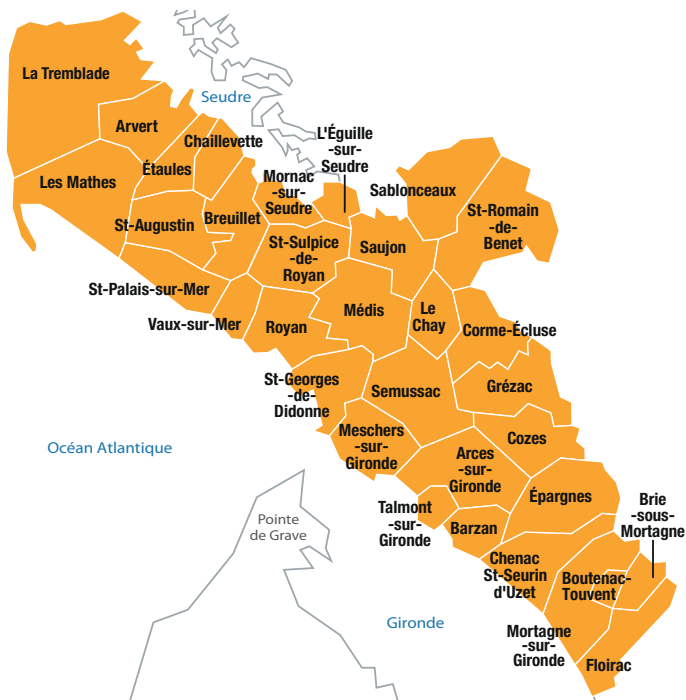 La Tremblade
Seudre
Arvert
Chaillevette
L'Éguille
-sur-
Seudre
Étaules
Les Mathes
Mornac
-sur-
Seudre
Sablonceaux
St-Augustin
Breuillet
St-Romain
-de-
Benet
St-Sulpice
-de-
Royan
Saujon
St-Palais-sur-Mer
Vaux-sur-Mer
Royan
Médis
Le
Chay
Corme-Écluse
St-Georges
-de-
Didonne
Semussac
Grézac
Océan Atlantique
Meschers
-sur-
Gironde
Cozes
Arces
-sur-
Gironde
Épargnes
Brie
-sous-
Mortagne
Pointe
de Grave
Talmont
-sur-
Gironde
Barzan
Chenac
St-Seurin
d'Uzet
Boutenac-
Touvent
Gironde
Mortagne
-sur-
Gironde
Floirac